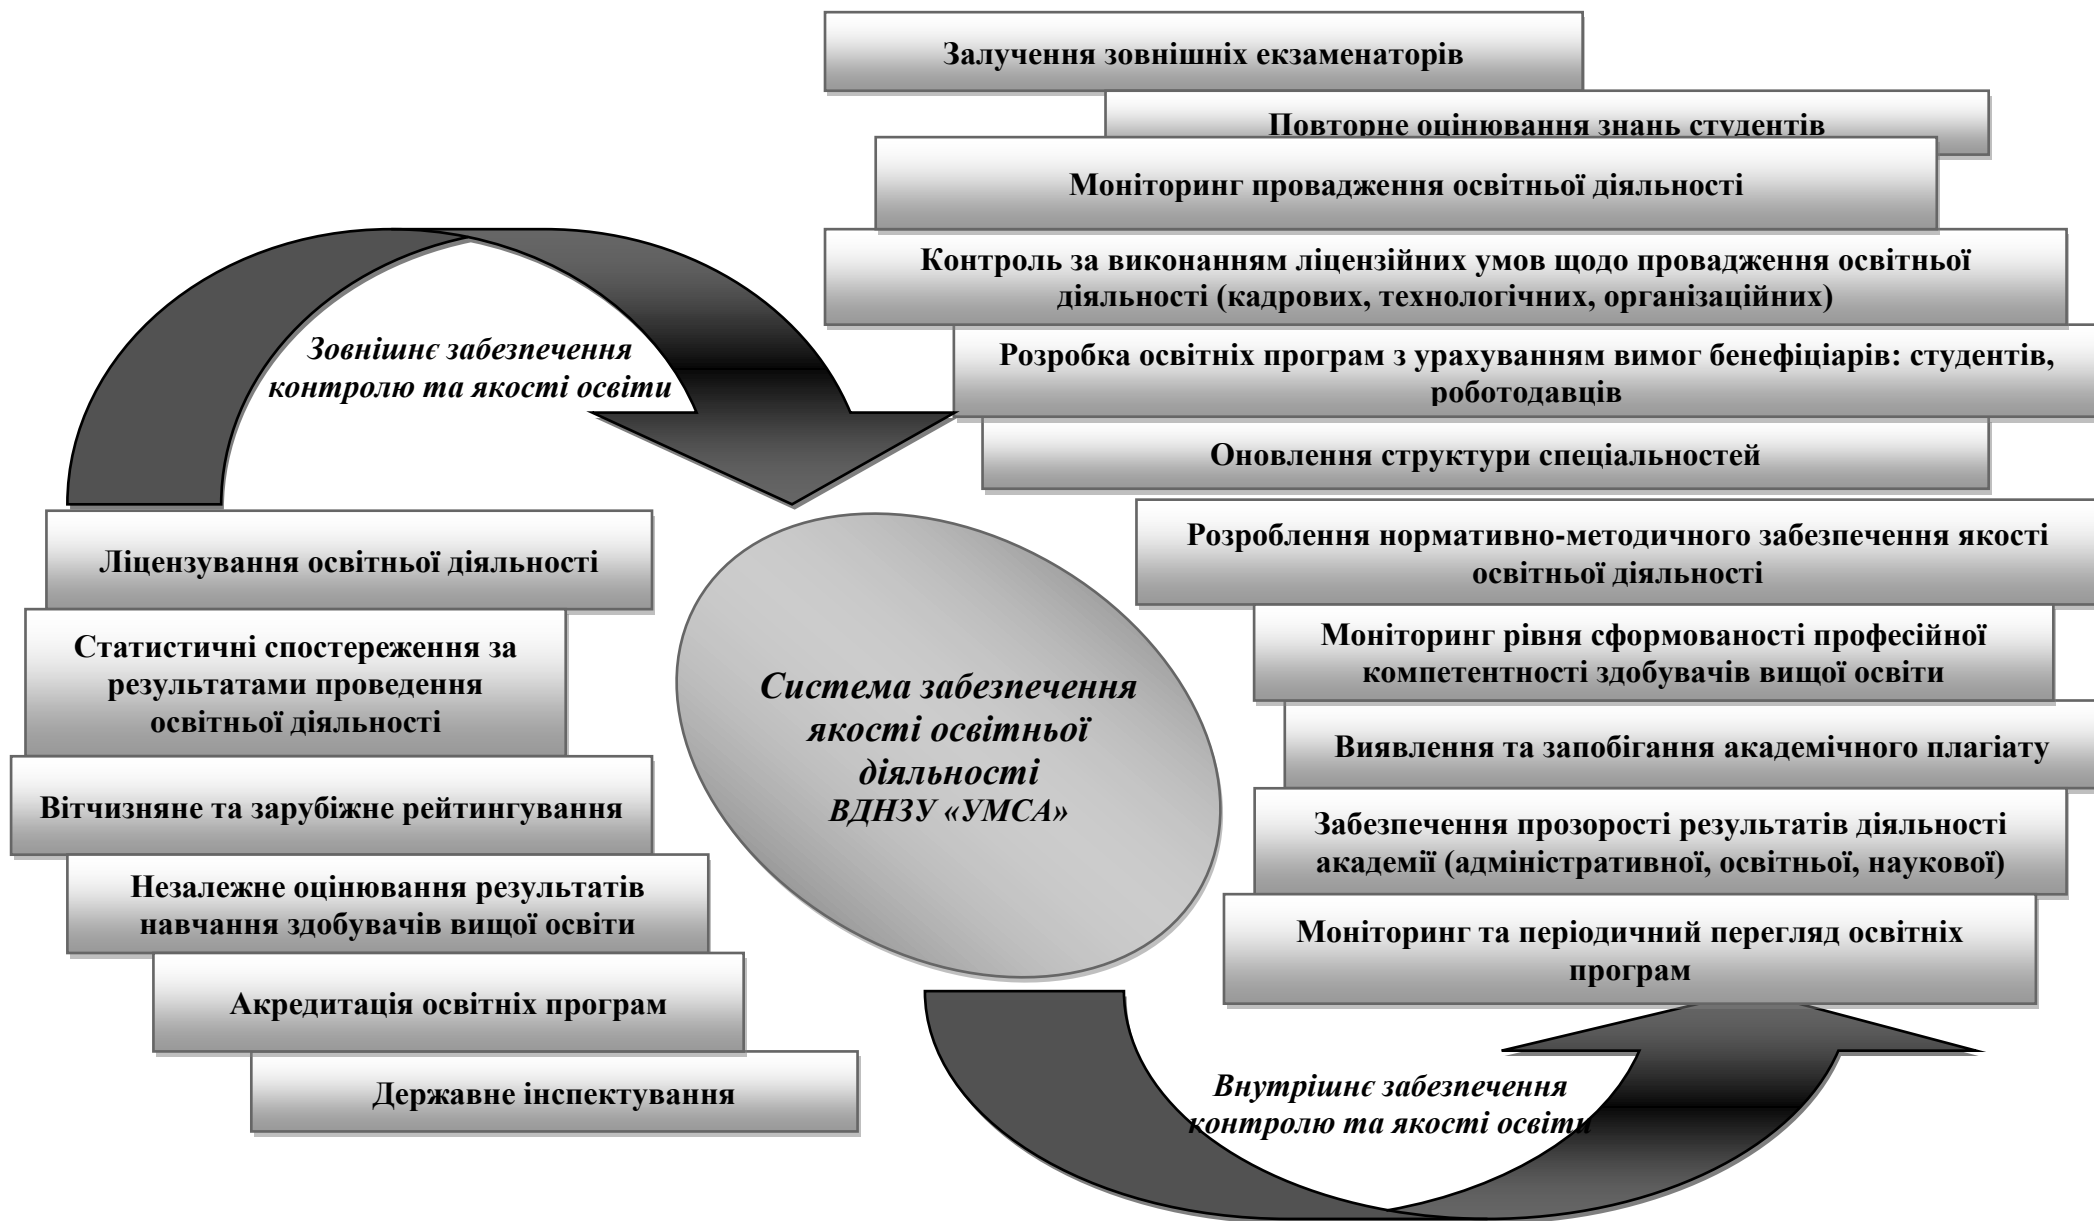 Залучення зовнішніх екзаменаторів
Повторне оцінювання знань студентів
Моніторинг провадження освітньої діяльності
Контроль за виконанням ліцензійних умов щодо провадження освітньої
діяльності (кадрових, технологічних, організаційних)
Розробка освітніх програм з урахуванням вимог бенефіціарів: студентів,
роботодавців
Оновлення структури спеціальностей
Розроблення нормативно-методичного забезпечення якості
освітньої діяльності
Моніторинг рівня сформованості професійної
компетентності здобувачів вищої освіти
Виявлення та запобігання академічного плагіату
Забезпечення прозорості результатів діяльності
академії (адміністративної, освітньої, наукової)
Моніторинг та періодичний перегляд освітніх
програм
Зовнішнє забезпечення
контролю та якості освіти
Ліцензування освітньої діяльності
Статистичні спостереження за
результатами проведення
освітньої діяльності
Вітчизняне та зарубіжне рейтингування
Незалежне оцінювання результатів
навчання здобувачів вищої освіти
Акредитація освітніх програм
Державне інспектування
Система забезпечення
якості освітньої
діяльності
ВДНЗУ «УМСА»
Внутрішнє забезпечення
контролю та якості освіти